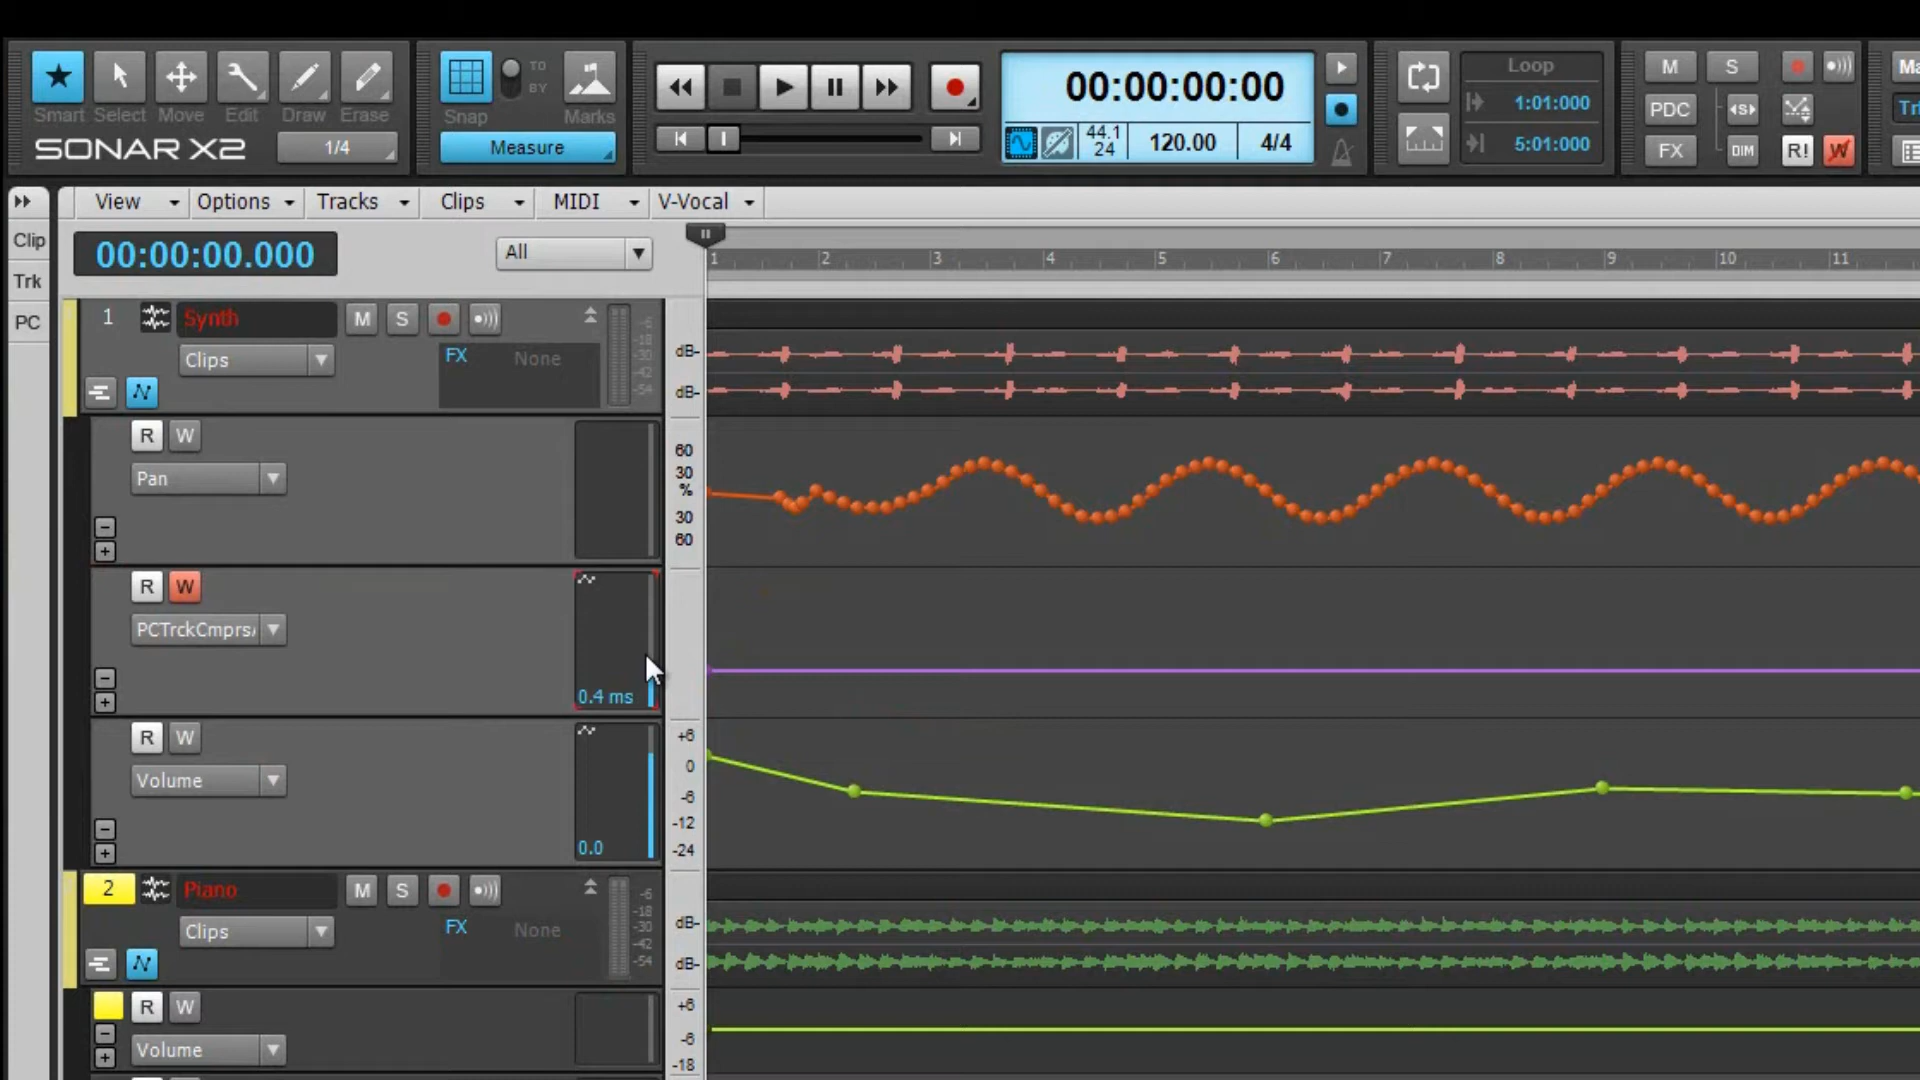 TO
BY
Smart Select Move Edit Draw Erase
Snap
Marks
SONAR X2
1/4
Measure
00:00:00:00
44.1
24
120.00
4/4
Loop
1:01:000
5:01:000
M S
PDC
FX DIM R! W
View Options Tracks Clips MIDI V-Vocal
Clip
Trk
PC
00:00:00.000
All
1 2 3 4 5 6 7 8 9 10 11
1 Synth M S
Clips
FX None
-6
-18
-30
-42
-54
dB-
dB-
R W
Pan
60
30
%
30
60
R W
PCTrckCmprs
0.4 ms
R W
Volume
0.0
+6
0
-6
-12
-24
2 Piano M S
Clips
FX None
-6
-18
-30
-42
-54
dB-
dB-
R W
Volume
+6
-6
-18